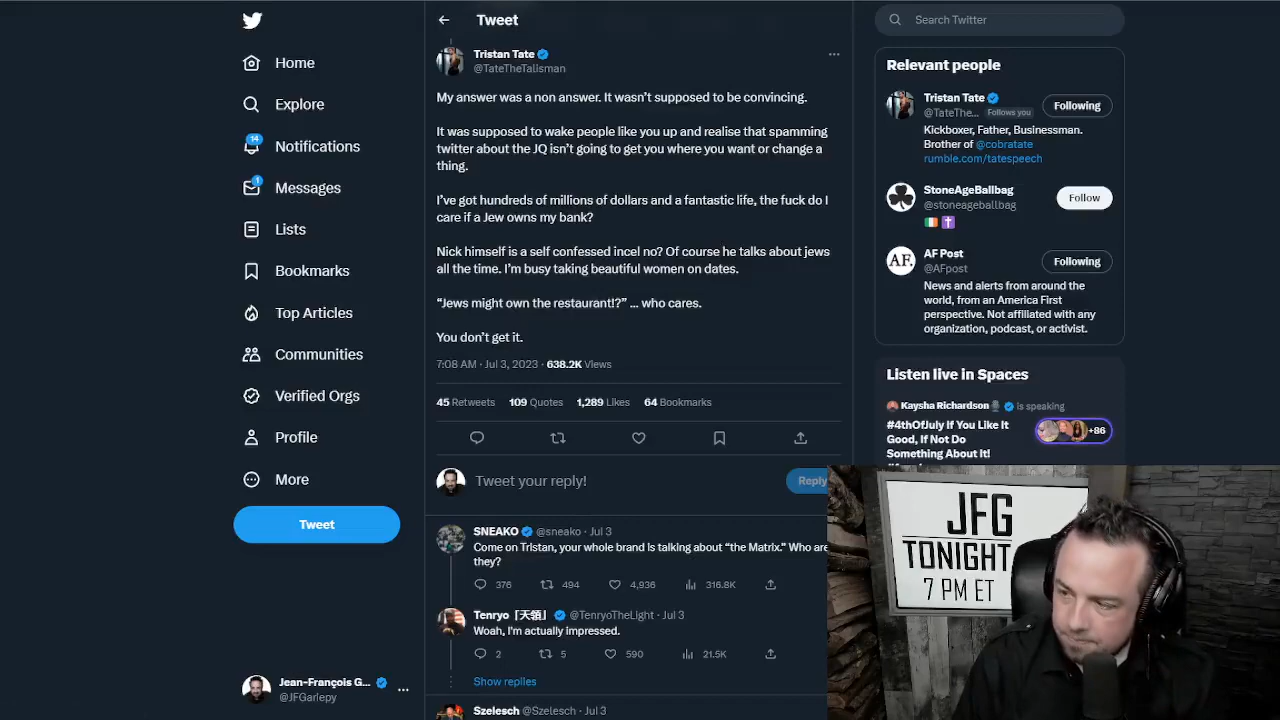 Tweet
Home
Explore
14
Notifications
1
Messages
Lists
Bookmarks
Top Articles
Communities
Verified Orgs
Profile
More
Tweet
Jean-François G...
@JFGariepy
Tristan Tate
@TateTheTalisman
My answer was a non answer. It wasn't supposed to be convincing.
It was supposed to wake people like you up and realise that spamming
twitter about the JQ isn't going to get you where you want or change a
thing.
I've got hundreds of millions of dollars and a fantastic life, the fuck do I
care if a Jew owns my bank?
Nick himself is a self confessed incel no? Of course he talks about jews
all the time. I'm busy taking beautiful women on dates.
“Jews might own the restaurant!?” ... who cares.
You don't get it.
7:08 AM · Jul 3, 2023 · 638.2K Views
45 Retweets 109 Quotes 1,289 Likes 64 Bookmarks
Tweet your reply!
Reply
SNEAKO @sneako · Jul 3
Come on Tristan, your whole brand is talking about “the Matrix.” Who are
they?
376 494 4,936 316.8K
Tenryo「天領」 @TenryoTheLight · Jul 3
Woah, I'm actually impressed.
2 5 590 21.5K
Show replies
Szelesch @Szelesch · Jul 3
Search Twitter
Relevant people
Tristan Tate
@TateThe... Follows you
Following
Kickboxer, Father, Businessman.
Brother of @cobratate
rumble.com/tatespeech
StoneAgeBallbag
@stoneageballbag
Follow
AF.
AF Post
@AFpost
Following
News and alerts from around the
world, from an America First
perspective. Not affiliated with any
organization, podcast, or activist.
Listen live in Spaces
Kaysha Richardson is speaking
#4thOfJuly If You Like It
Good, If Not Do
Something About It!
+86
JFG
TONIGHT
7 PM ET